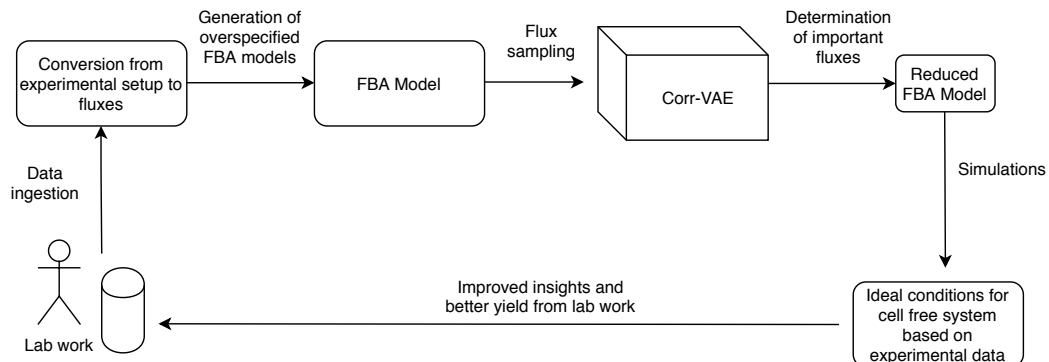 Generation of
overspecified
FBA models
Flux
sampling
Determination
of important
fluxes
Conversion from
experimental setup to
fluxes
FBA Model
Corr-VAE
Reduced
FBA Model
Data
ingestion
Simulations
Lab work
Improved insights and
better yield from lab work
Ideal conditions for
cell free system
based on
experimental data